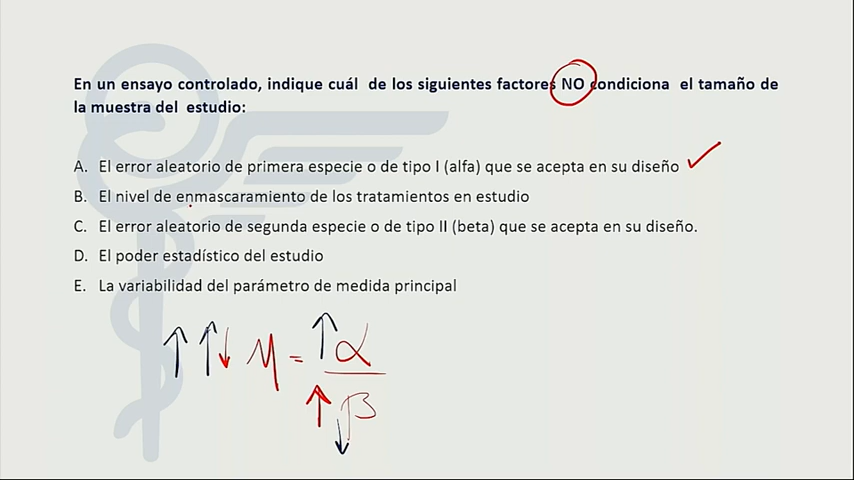 En un ensayo controlado, indique cuál de los siguientes factores NO condiciona el tamaño de
la muestra del estudio:
A. El error aleatorio de primera especie o de tipo I (alfa) que se acepta en su diseño
B. El nivel de enmascaramiento de los tratamientos en estudio
C. El error aleatorio de segunda especie o de tipo II (beta) que se acepta en su diseño.
D. El poder estadístico del estudio
E. La variabilidad del parámetro de medida principal
↑ ↑ ↓ n = ↑ α
↑ β ↓